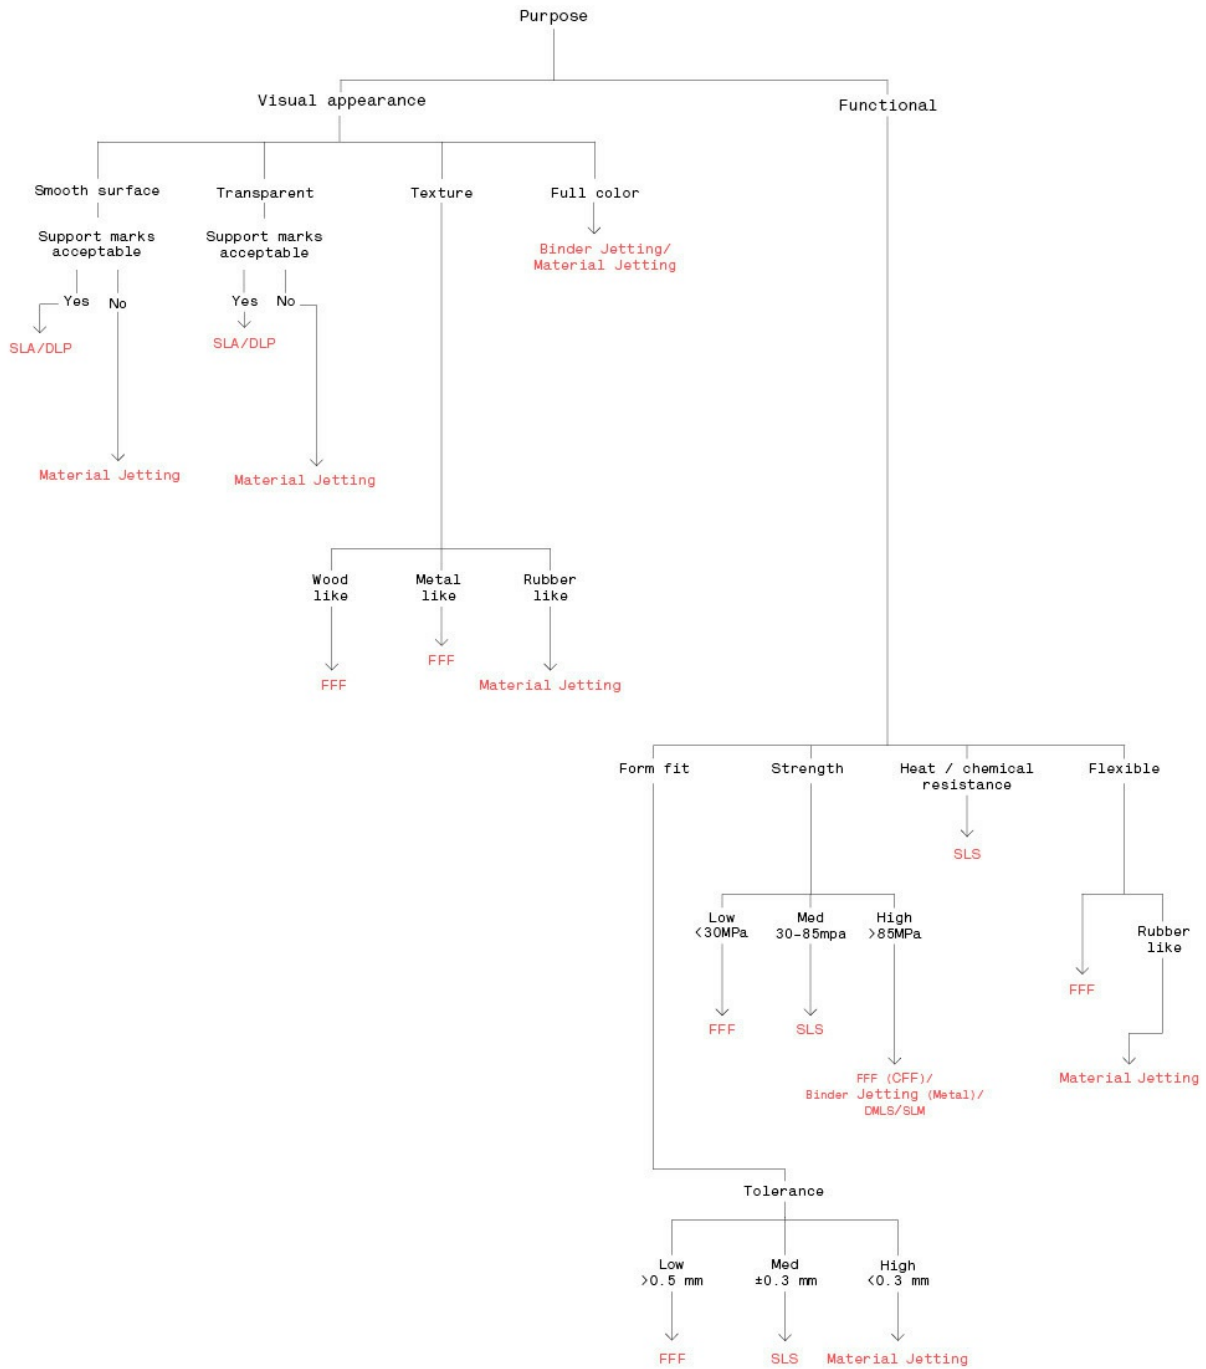 Purpose
Visual appearance
Functional
Smooth surface
Transparent
Texture
Full color
Support marks
acceptable
Support marks
acceptable
Binder Jetting/
Material Jetting
Yes
No
Yes
No
SLA/DLP
SLA/DLP
Material Jetting
Material Jetting
Wood
like
Metal
like
Rubber
like
FFF
FFF
Material Jetting
Form fit
Strength
Heat / chemical
resistance
Flexible
SLS
Low
<30MPa
Med
30-85mpa
High
>85MPa
Rubber
like
FFF
FFF
SLS
FFF (CFF)/
Binder Jetting (Metal)/
DMLS/SLM
Material Jetting
Tolerance
Low
>0.5 mm
Med
±0.3 mm
High
<0.3 mm
FFF
SLS
Material Jetting